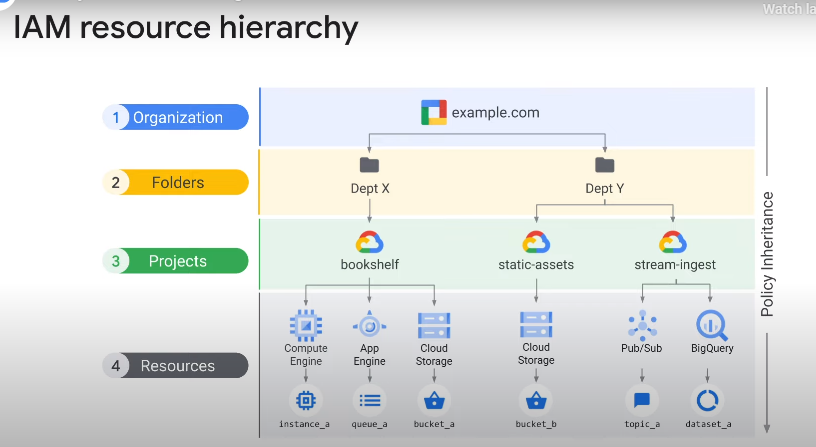 Watch la
IAM resource hierarchy
1 Organization
example.com
2 Folders
Dept X
Dept Y
3 Projects
bookshelf
static-assets
stream-ingest
4 Resources
Compute
Engine
App
Engine
Cloud
Storage
Cloud
Storage
Pub/Sub
BigQuery
instance_a
queue_a
bucket_a
bucket_b
topic_a
dataset_a
Policy Inheritance